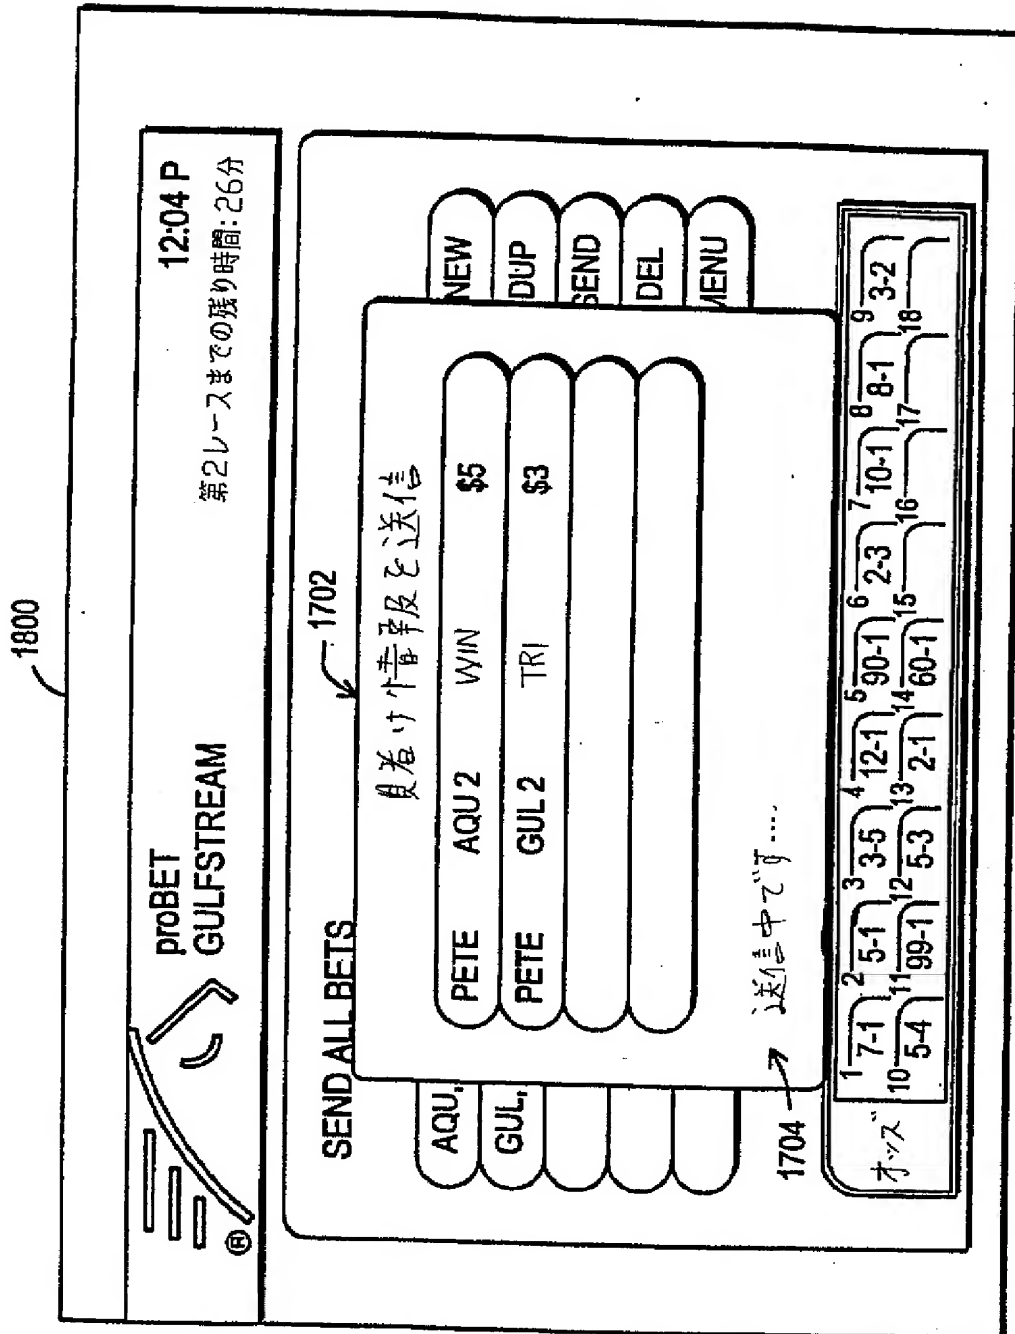 1800
proBET
GULFSTREAM
12:04 P
第2レースまでの残り時間:26分
®
SEND ALL BETS
1702
AQU,
GUL,
NEW
DUP
SEND
DEL
MENU
賭け情報を送信
PETE AQU 2 WIN $5
PETE GUL 2 TRI $3
1704
送信中です....
オッズ
1 7-1 2 5-1 3 3-5 4 12-1 5 90-1 6 2-3 7 10-1 8 8-1 9 3-2
10 5-4 11 99-1 12 5-3 13 2-1 14 60-1 15 16 17 18